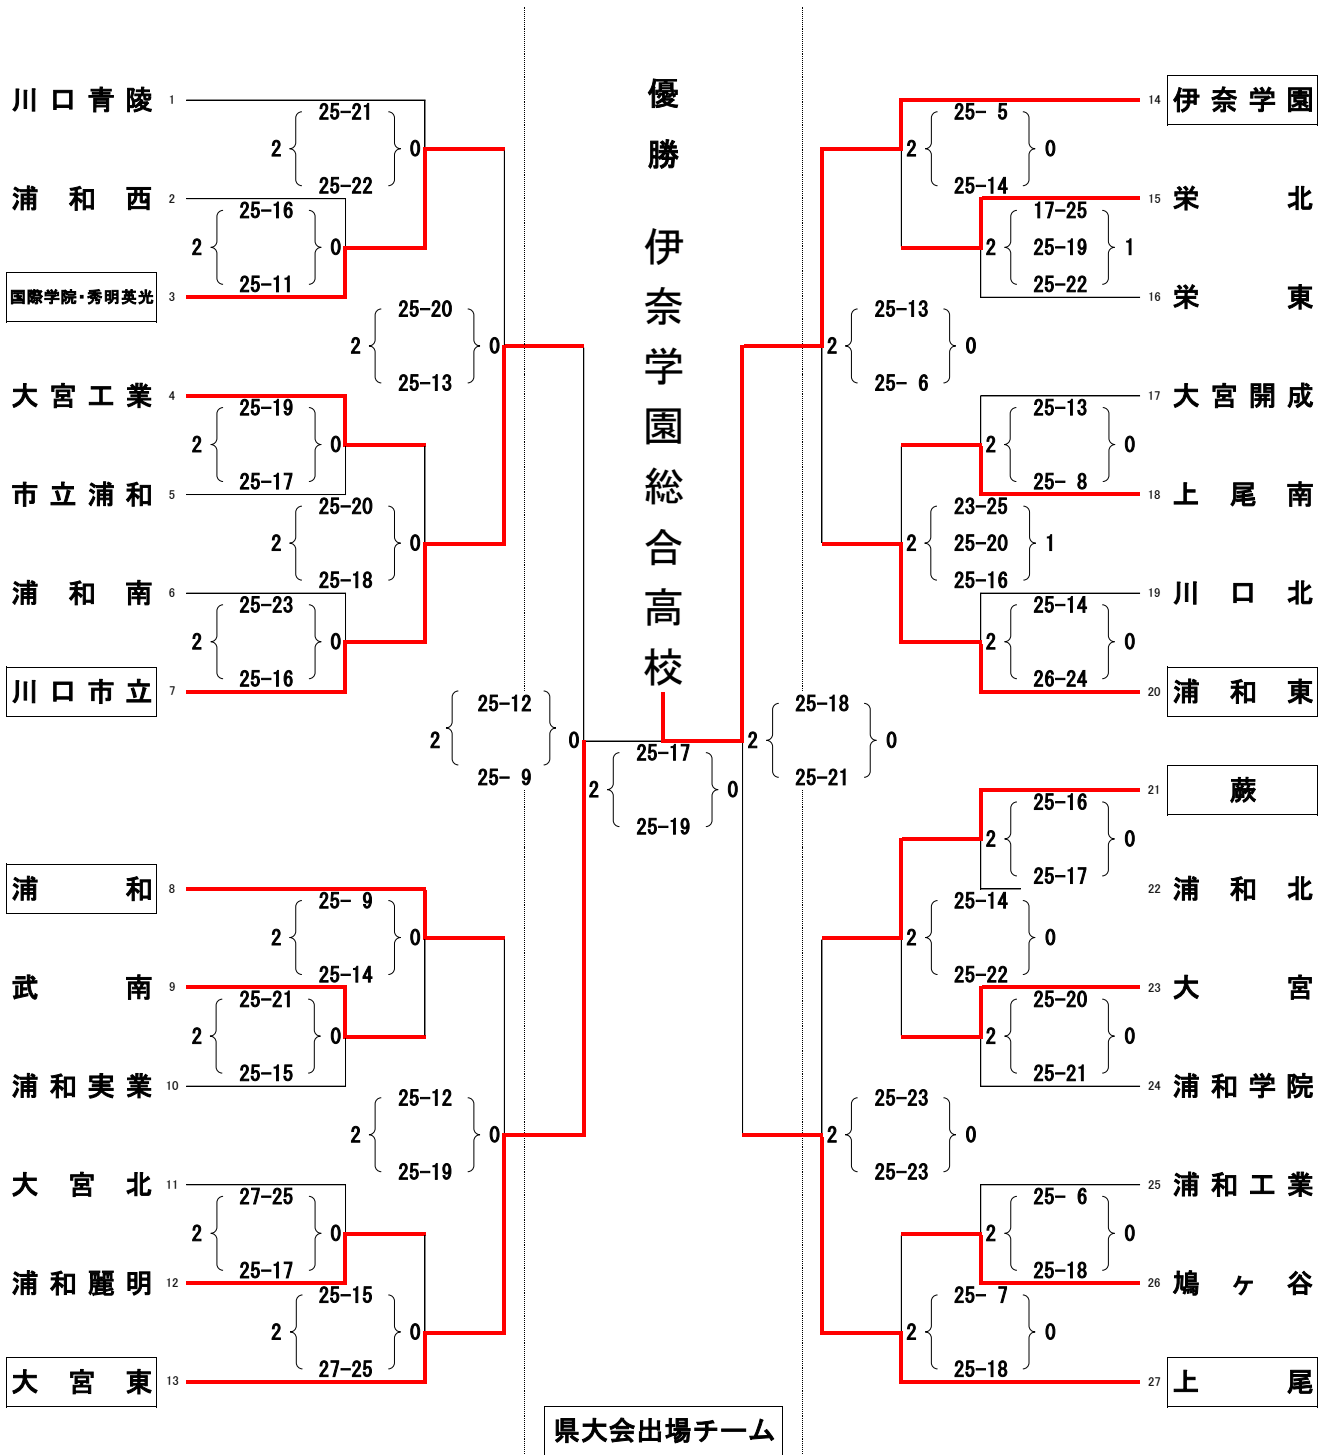 優勝 伊奈学園総合高校
川口青陵 1
25-21
2 0
25-22
浦和西 2
25-16
2 0
25-11
国際学院・秀明英光 3
25-20
2 0
25-13
大宮工業 4
25-19
2 0
25-17
市立浦和 5
25-20
2 0
25-18
浦和南 6
25-23
2 0
25-16
川口市立 7
25-12
2 0
25- 9
浦和 8
25- 9
2 0
25-14
武南 9
25-21
2 0
25-15
浦和実業 10
25-12
2 0
25-19
大宮北 11
27-25
2 0
25-17
浦和麗明 12
25-15
2 0
27-25
大宮東 13
25-17
2 0
25-19
14 伊奈学園
25- 5
2 0
25-14
15 栄北
17-25
2 25-19 1
25-22
16 栄東
25-13
2 0
25- 6
17 大宮開成
25-13
2 0
25- 8
18 上尾南
23-25
2 25-20 1
25-16
19 川口北
25-14
2 0
26-24
20 浦和東
25-18
2 0
25-21
21 蕨
25-16
2 0
25-17
22 浦和北
25-14
2 0
25-22
23 大宮
25-20
2 0
25-21
24 浦和学院
25-23
2 0
25-23
25 浦和工業
25- 6
2 0
25-18
26 鳩ヶ谷
25- 7
2 0
25-18
27 上尾
県大会出場チーム